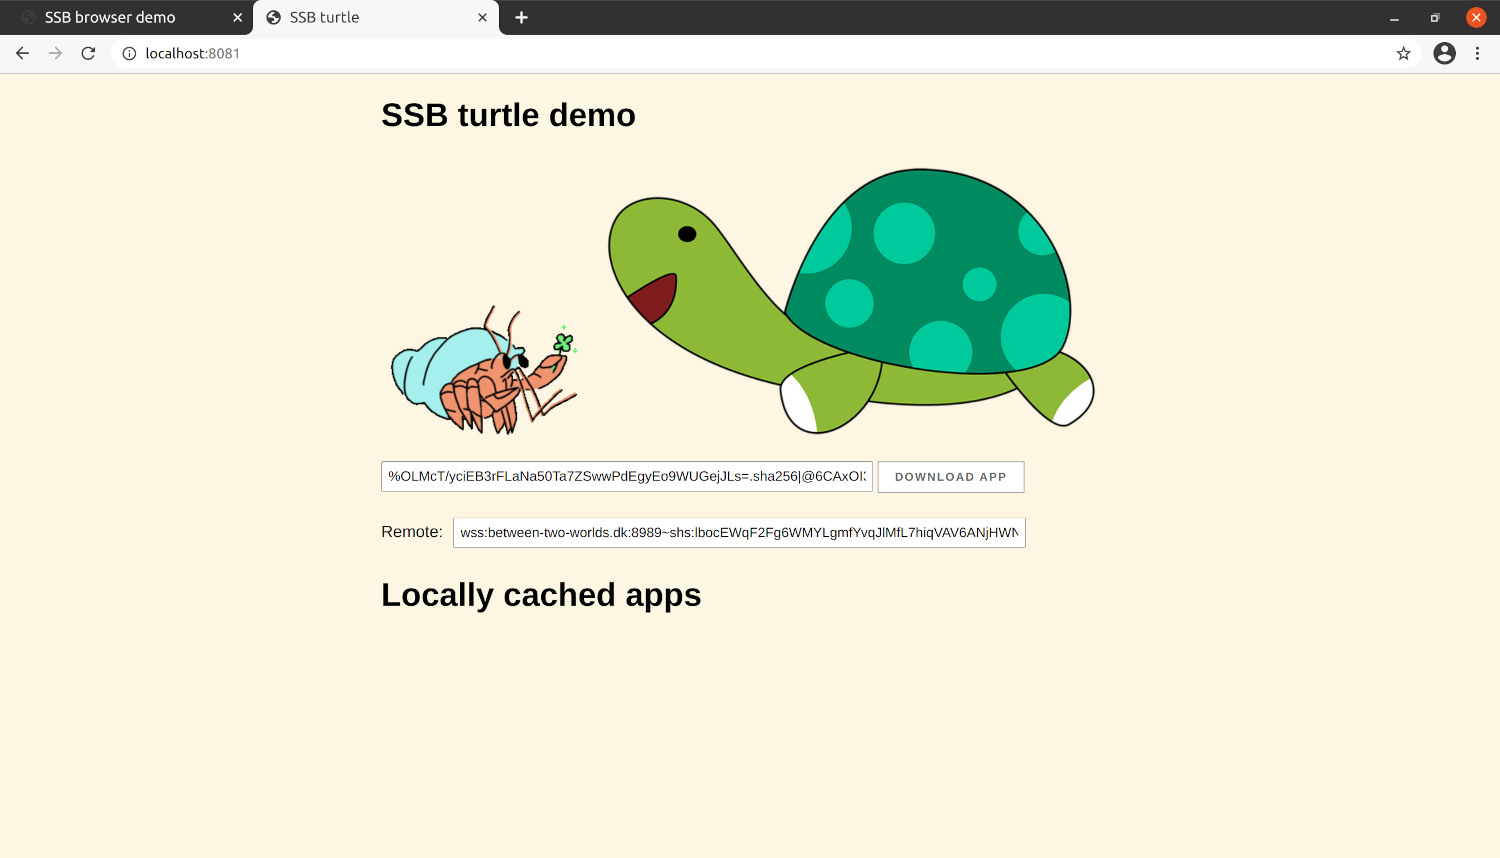 SSB browser demo
SSB turtle
localhost:8081
SSB turtle demo
%OLMcT/yciEB3rFLaNa50Ta7ZSwwPdEgyEo9WUGejJLs=.sha256|@6CAxOI3
DOWNLOAD APP
Remote: wss:between-two-worlds.dk:8989~shs:lbocEWqF2Fg6WMYLgmfYvqJlMfL7hiqVAV6ANjHWN
Locally cached apps